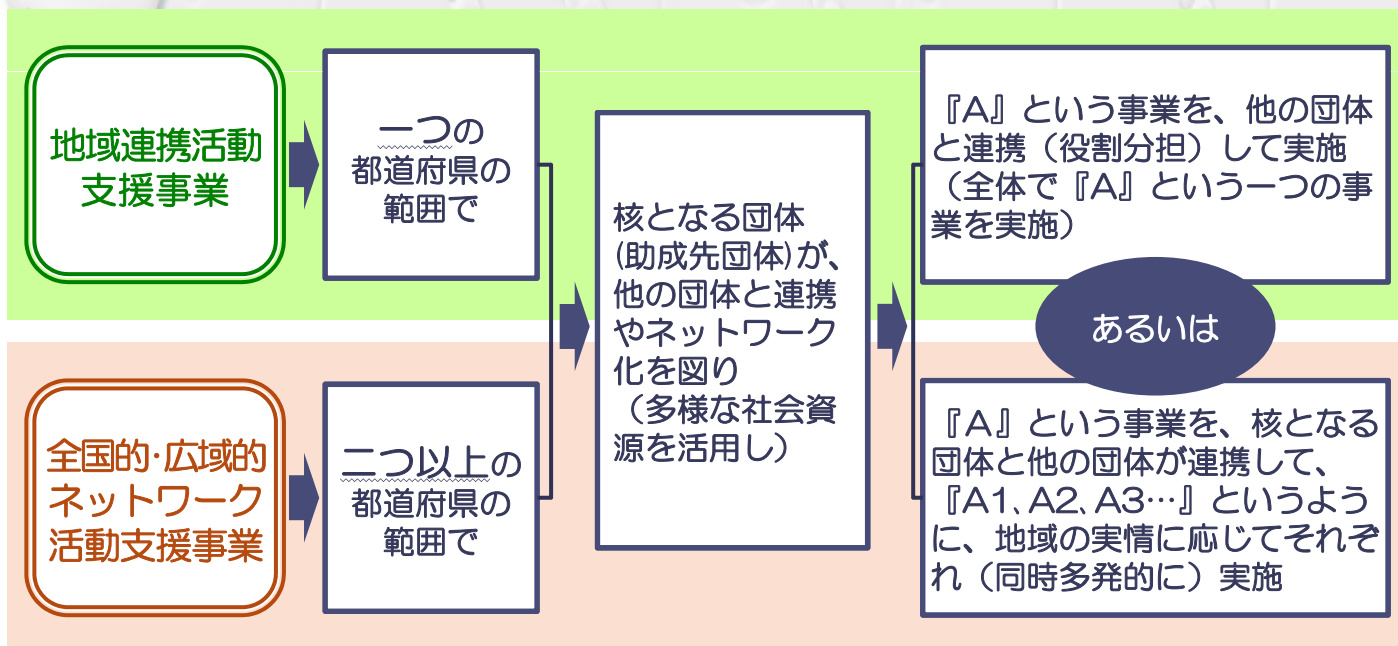 地域連携活動
支援事業
一つの
都道府県の
範囲で
全国的・広域的
ネットワーク
活動支援事業
二つ以上の
都道府県の
範囲で
核となる団体
(助成先団体)が、
他の団体と連携
やネットワーク
化を図り
（多様な社会資
源を活用し）
『A』という事業を、他の団体
と連携（役割分担）して実施
（全体で『A』という一つの事
業を実施）
あるいは
『A』という事業を、核となる
団体と他の団体が連携して、
『A1、A2、A3…』というよう
に、地域の実情に応じてそれぞ
れ（同時多発的に）実施